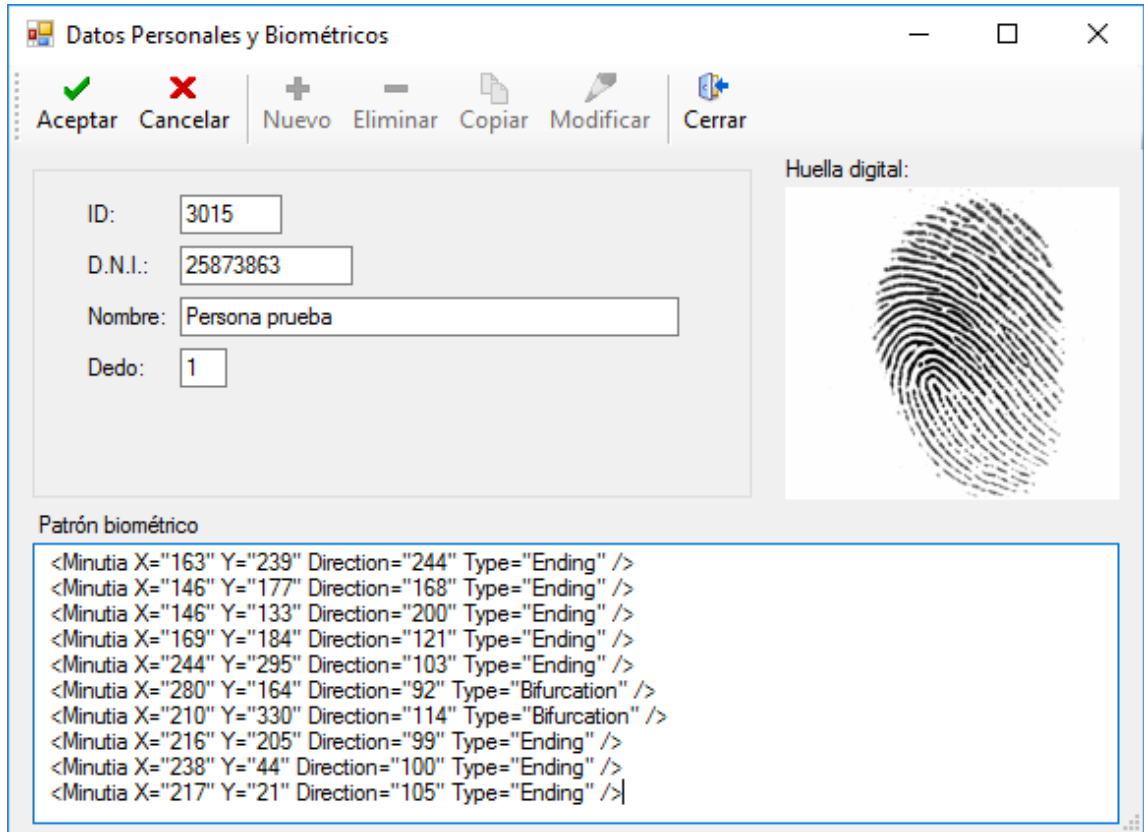 Datos Personales y Biométricos
Aceptar Cancelar Nuevo Eliminar Copiar Modificar Cerrar
Huella digital:
ID: 3015
D.N.I.: 25873863
Nombre: Persona prueba
Dedo: 1
Patrón biométrico
<Minutia X="163" Y="239" Direction="244" Type="Ending" />
<Minutia X="146" Y="177" Direction="168" Type="Ending" />
<Minutia X="146" Y="133" Direction="200" Type="Ending" />
<Minutia X="169" Y="184" Direction="121" Type="Ending" />
<Minutia X="244" Y="295" Direction="103" Type="Ending" />
<Minutia X="280" Y="164" Direction="92" Type="Bifurcation" />
<Minutia X="210" Y="330" Direction="114" Type="Bifurcation" />
<Minutia X="216" Y="205" Direction="99" Type="Ending" />
<Minutia X="238" Y="44" Direction="100" Type="Ending" />
<Minutia X="217" Y="21" Direction="105" Type="Ending" />